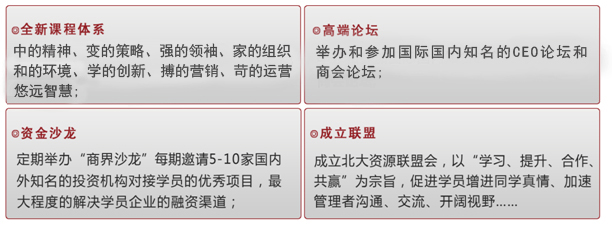 全新课程体系
中的精神、变的策略、强的领袖、家的组织
和的环境、学的创新、搏的营销、苛的运营
悠远智慧；
高端论坛
举办和参加国际国内知名的CEO论坛和
商会论坛；
资金沙龙
定期举办“商界沙龙”每期邀请5-10家国内
外知名的投资机构对接学员的优秀项目，最
大程度的解决学员企业的融资渠道；
成立联盟
成立北大资源联盟会，以“学习、提升、合作、
共赢”为宗旨，促进学员增进同学真情、加速
管理者沟通、交流、开阔视野……